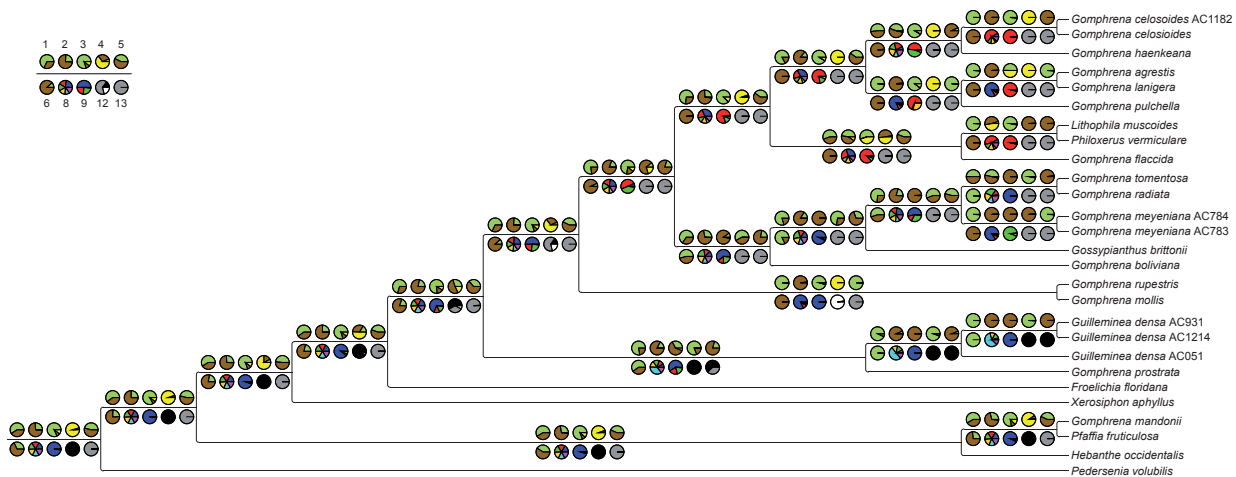 1 2 3 4 5
6 8 9 12 13
Gomphrena celosoides AC1182
Gomphrena celosioides
Gomphrena haenkeana
Gomphrena agrestis
Gomphrena lanigera
Gomphrena pulchella
Lithophila muscoides
Philoxerus vermiculare
Gomphrena flaccida
Gomphrena tomentosa
Gomphrena radiata
Gomphrena meyeniana AC784
Gomphrena meyeniana AC783
Gossypianthus brittonii
Gomphrena boliviana
Gomphrena rupestris
Gomphrena mollis
Guilleminea densa AC931
Guilleminea densa AC1214
Guilleminea densa AC051
Gomphrena prostrata
Froelichia floridana
Xerosiphon aphyllus
Gomphrena mandonii
Pfaffia fruticulosa
Hebanthe occidentalis
Pedersenia volubilis